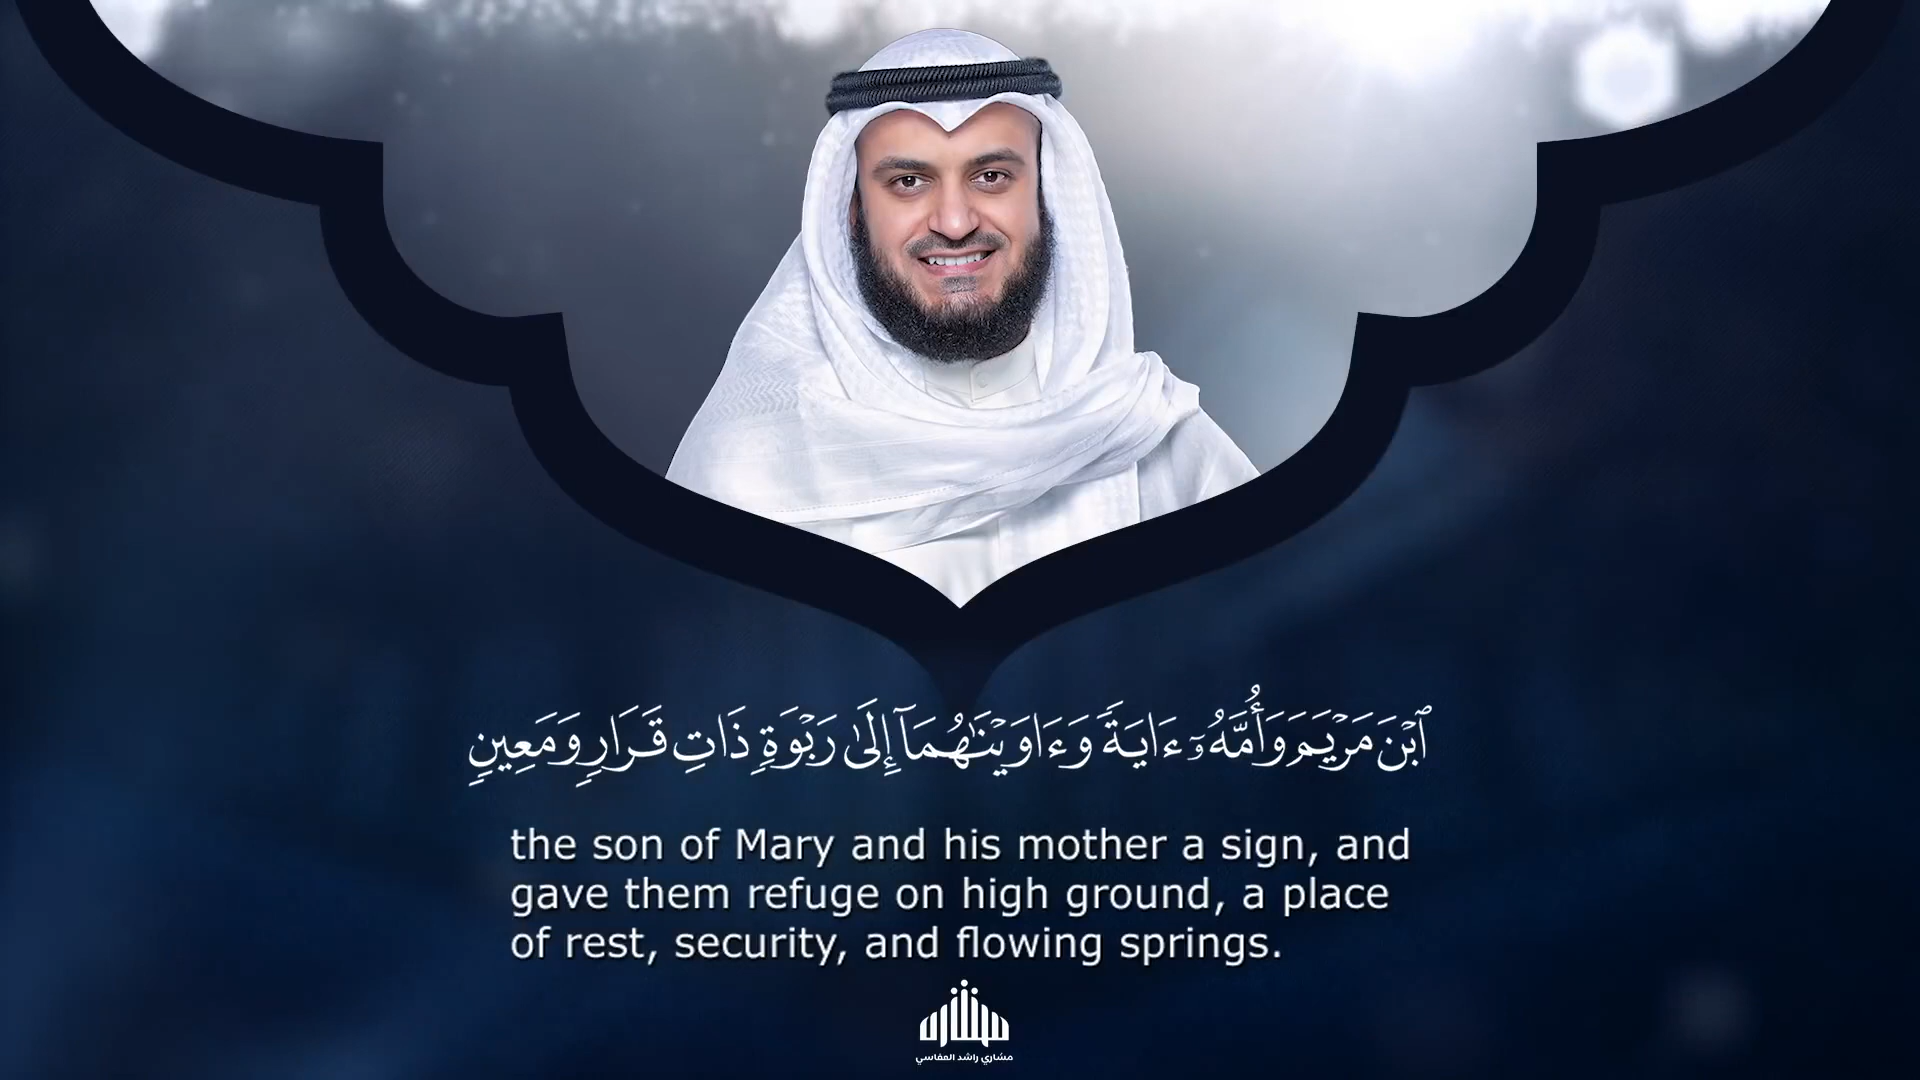 ٱبْنَ مَرْيَمَ وَأُمَّهُۥٓ ءَايَةً وَءَاوَيْنَٰهُمَآ إِلَىٰ رَبْوَةٍ ذَاتِ قَرَارٍ وَمَعِينٍ
the son of Mary and his mother a sign, and
gave them refuge on high ground, a place
of rest, security, and flowing springs.
مشاري
مشاري راشد العفاسي